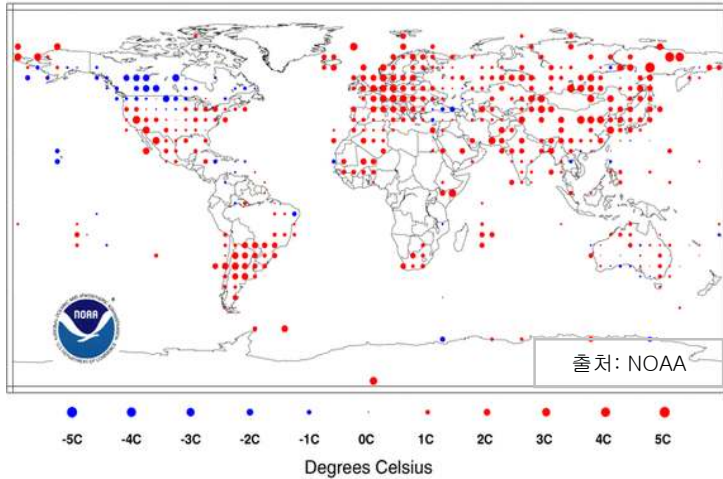 NOAA
출처: NOAA
-5C -4C -3C -2C -1C 0C 1C 2C 3C 4C 5C
Degrees Celsius